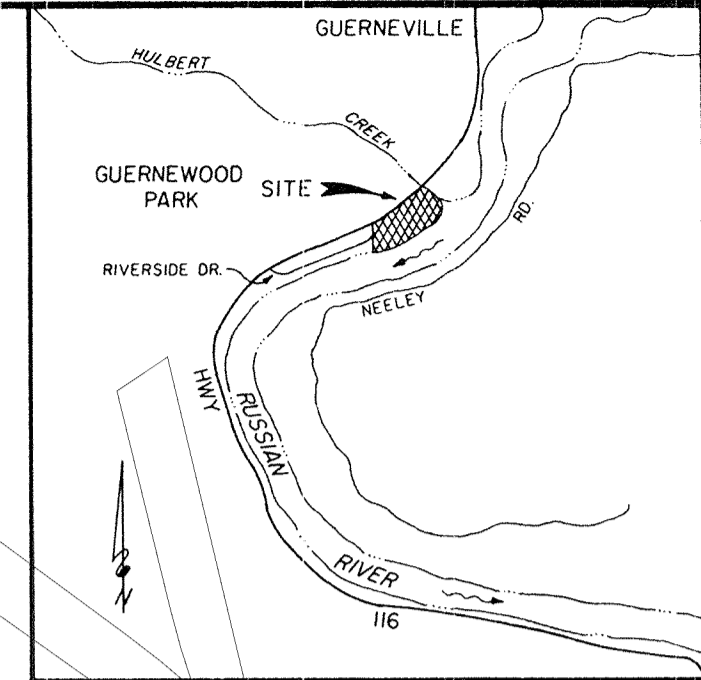 GUERNEVILLE
HULBERT
CREEK
GUERNEWOOD
PARK
SITE
RD.
RIVERSIDE DR.
NEELEY
HWY
RUSSIAN
RIVER
116
N